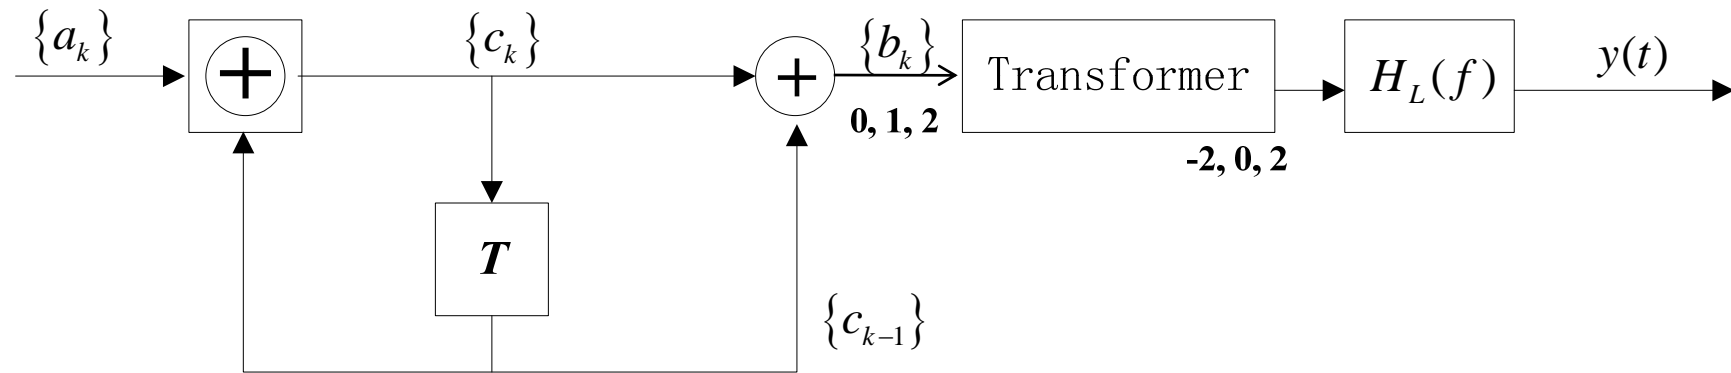 {a_k}
{c_k}
{b_k}
Transformer
H_L(f)
y(t)
+
+
0, 1, 2
-2, 0, 2
T
{c_{k-1}}